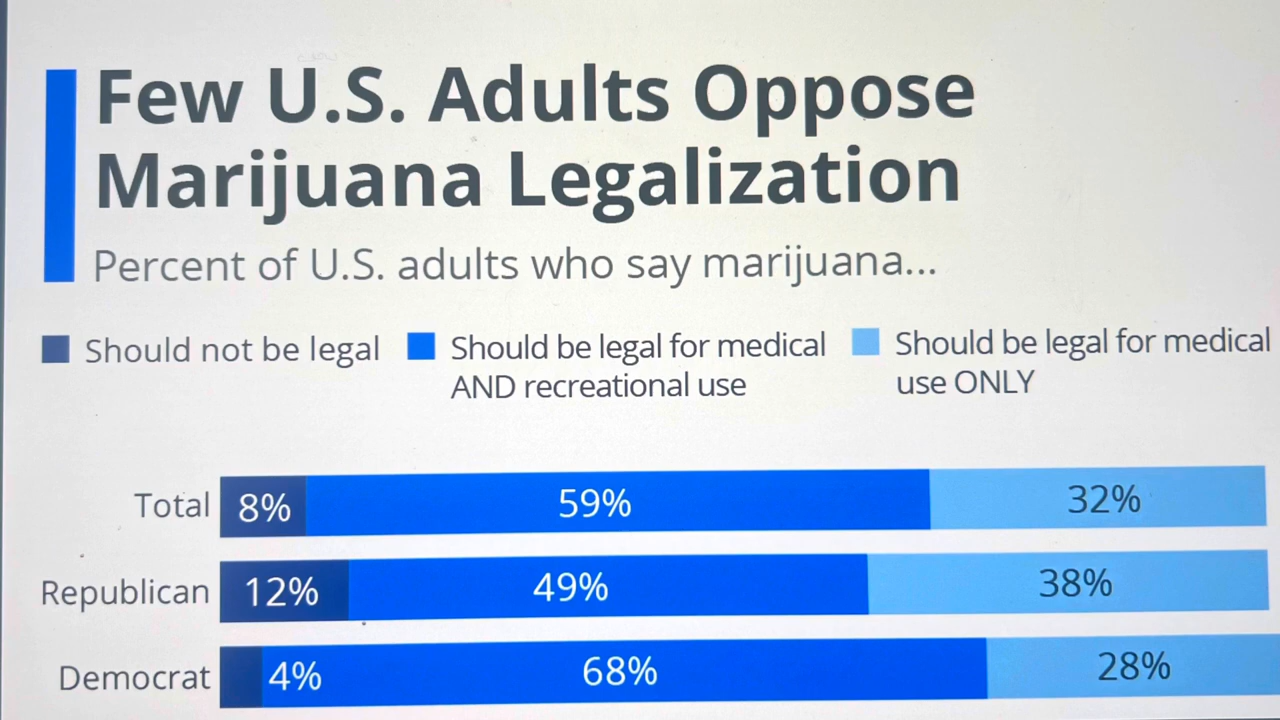 Few U.S. Adults Oppose
Marijuana Legalization
Percent of U.S. adults who say marijuana...
Should not be legal
Should be legal for medical
AND recreational use
Should be legal for medical
use ONLY
Total 8% 59% 32%
Republican 12% 49% 38%
Democrat 4% 68% 28%